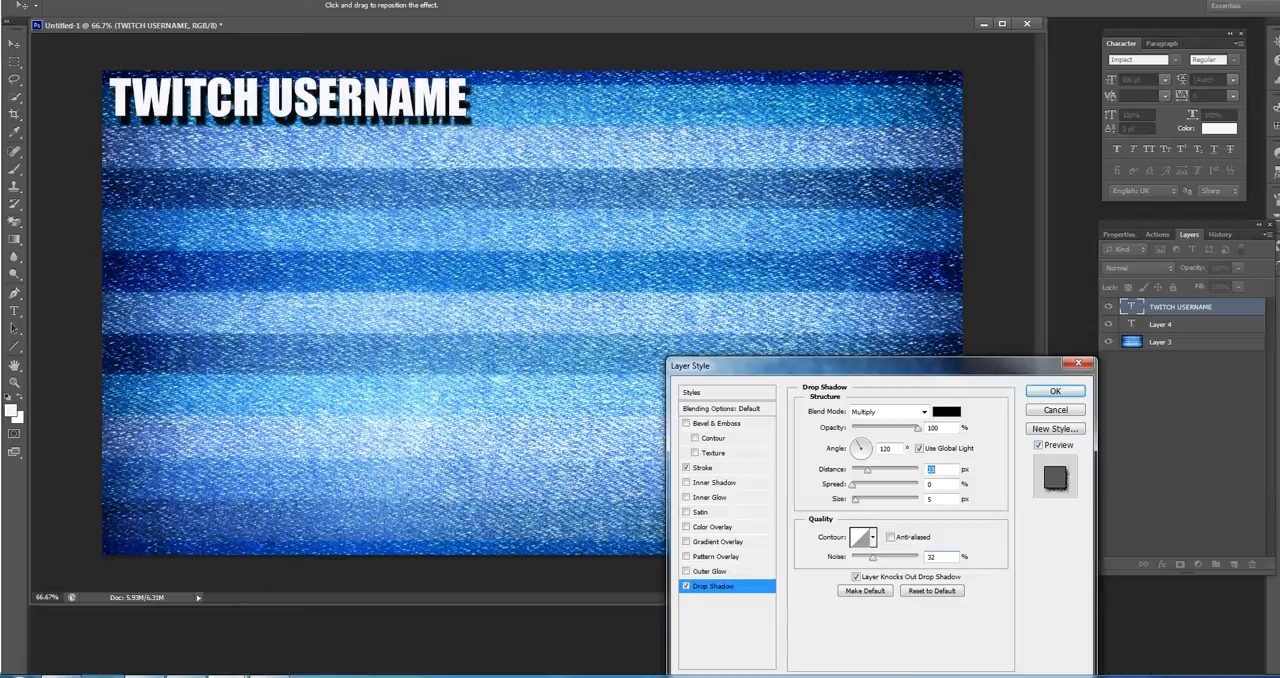 Click and drag to reposition the effect.
Essentials
Ps Untitled-1 @ 66.7% (TWITCH USERNAME, RGB/8) *
TWITCH USERNAME
Character Paragraph
Impact Regular
Color:
English: UK Sharp
Properties Actions Layers History
Kind
Normal Opacity:
Lock: Fill:
TWITCH USERNAME
Layer 4
Layer 3
66.67% Doc: 5.93M/6.31M
Layer Style
Styles
Blending Options: Default
Bevel & Emboss
Contour
Texture
Stroke
Inner Shadow
Inner Glow
Satin
Color Overlay
Gradient Overlay
Pattern Overlay
Outer Glow
Drop Shadow
Drop Shadow
Structure
Blend Mode: Multiply
Opacity: 100 %
Angle: 120 ° Use Global Light
Distance: px
Spread: 0 %
Size: 5 px
Quality
Contour: Anti-aliased
Noise: 32 %
Layer Knocks Out Drop Shadow
Make Default Reset to Default
OK
Cancel
New Style...
Preview